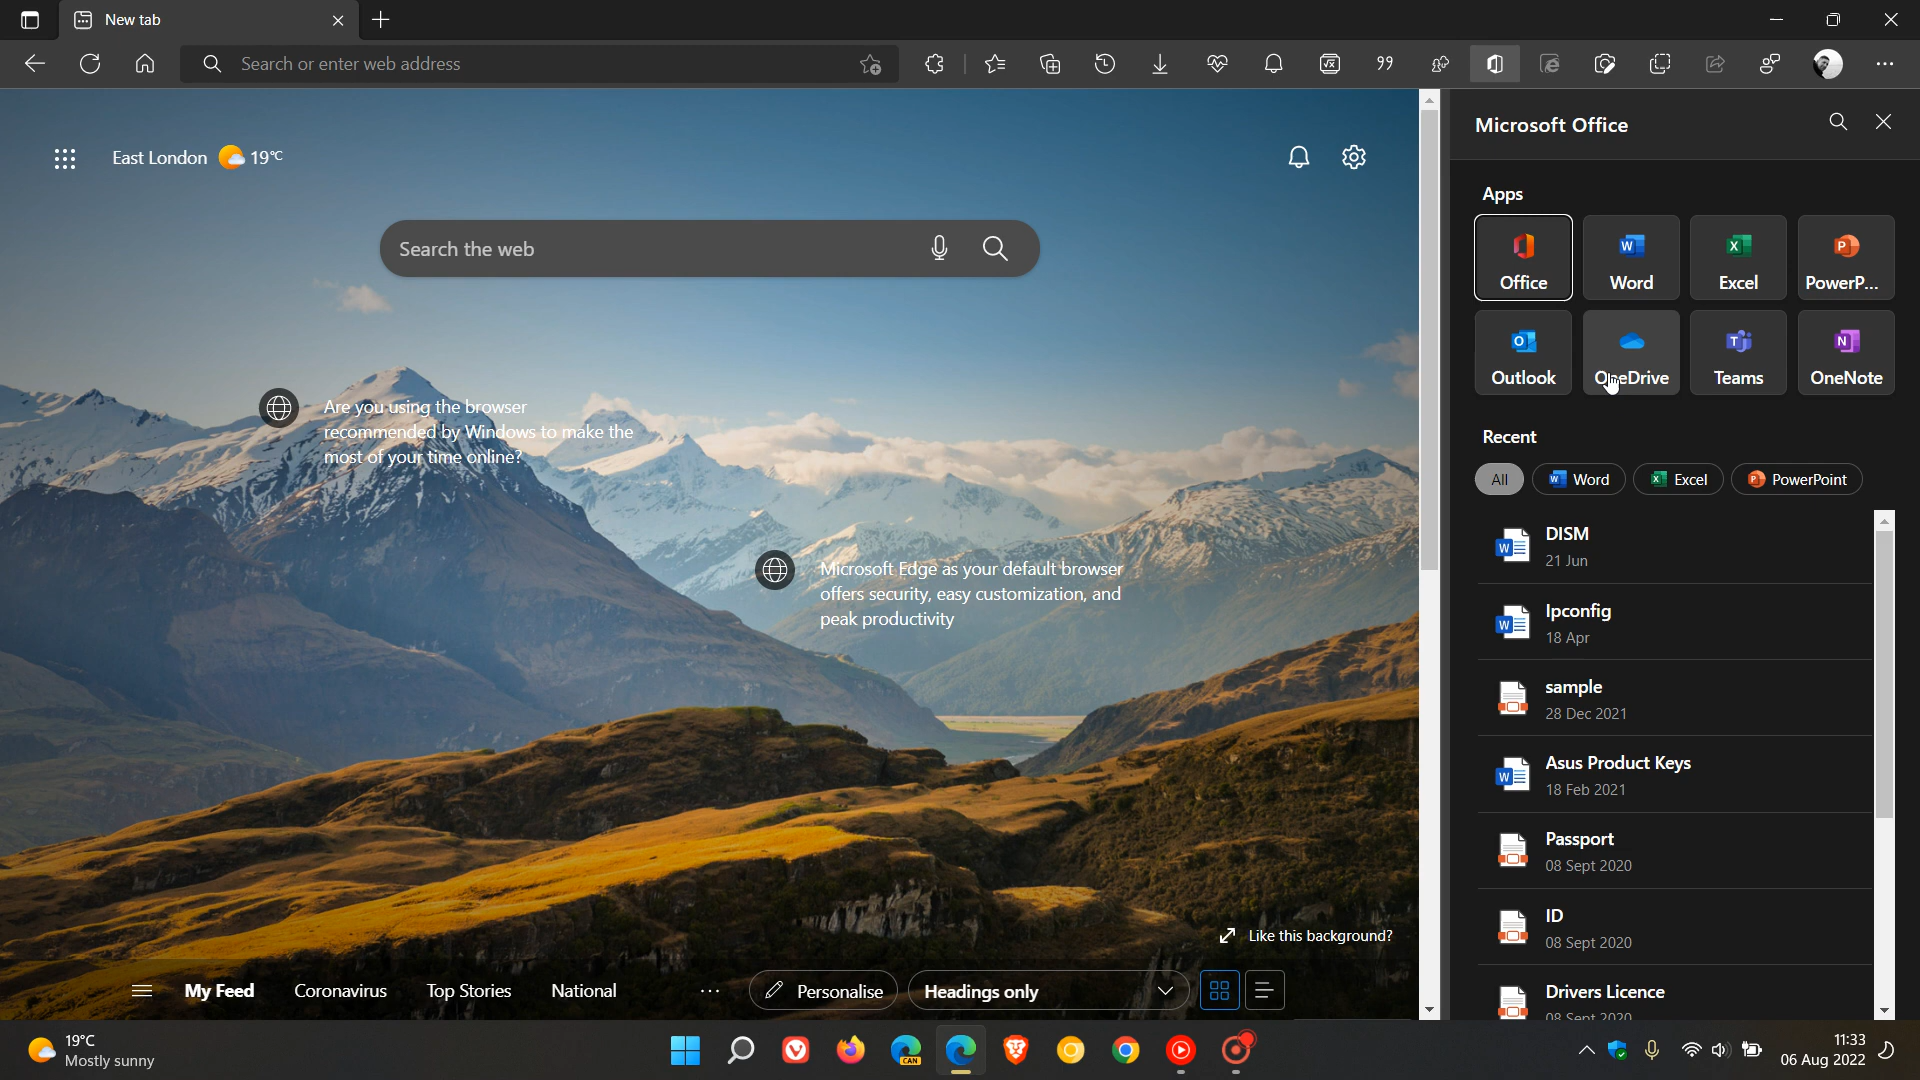 New tab
Search or enter web address
East London 19°C
Search the web
Are you using the browser
recommended by Windows to make the
most of your time online?
Microsoft Edge as your default browser
offers security, easy customization, and
peak productivity
Like this background?
My Feed Coronavirus Top Stories National ... Personalise Headings only
Microsoft Office
Apps
Office Word Excel PowerP...
Outlook OneDrive Teams OneNote
Recent
All Word Excel PowerPoint
DISM
21 Jun
Ipconfig
18 Apr
sample
28 Dec 2021
Asus Product Keys
18 Feb 2021
Passport
08 Sept 2020
ID
08 Sept 2020
Drivers Licence
08 Sept 2020
19°C
Mostly sunny
CAN
11:33
06 Aug 2022